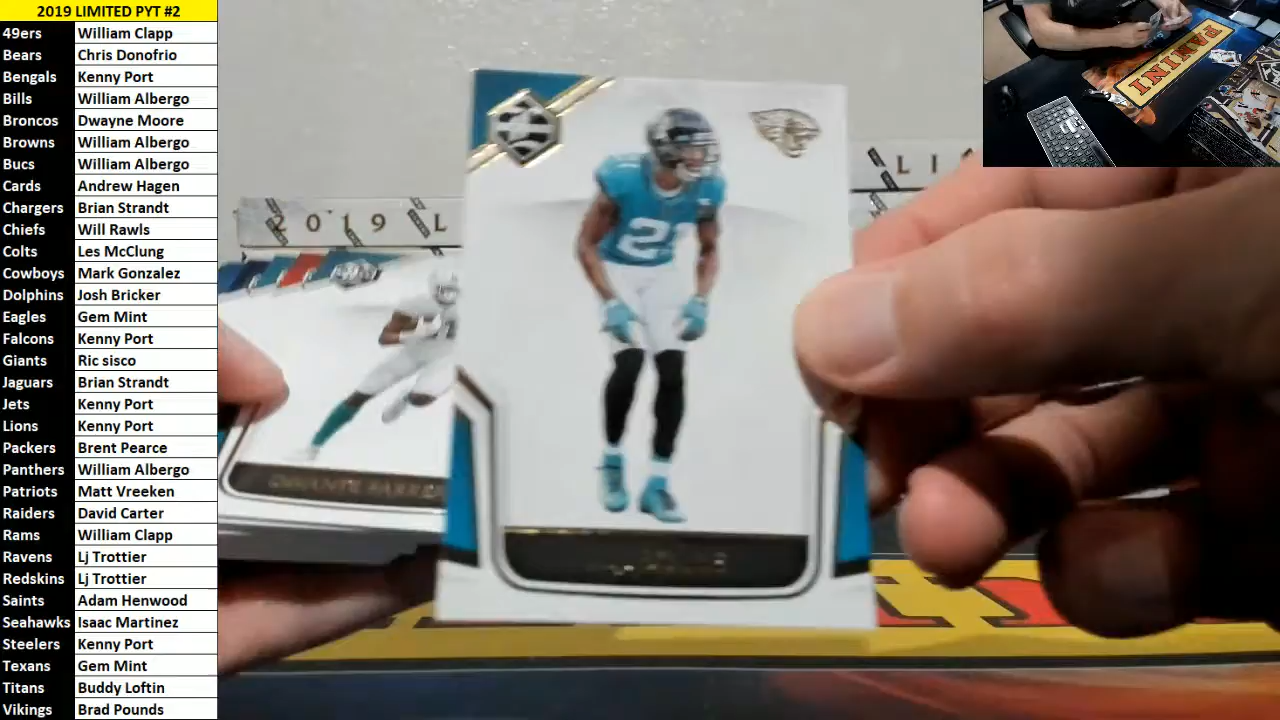 2019 LIMITED PYT #2
49ers William Clapp
Bears Chris Donofrio
Bengals Kenny Port
Bills William Albergo
Broncos Dwayne Moore
Browns William Albergo
Bucs William Albergo
Cards Andrew Hagen
Chargers Brian Strandt
Chiefs Will Rawls
Colts Les McClung
Cowboys Mark Gonzalez
Dolphins Josh Bricker
Eagles Gem Mint
Falcons Kenny Port
Giants Ric sisco
Jaguars Brian Strandt
Jets Kenny Port
Lions Kenny Port
Packers Brent Pearce
Panthers William Albergo
Patriots Matt Vreeken
Raiders David Carter
Rams William Clapp
Ravens Lj Trottier
Redskins Lj Trottier
Saints Adam Henwood
Seahawks Isaac Martinez
Steelers Kenny Port
Texans Gem Mint
Titans Buddy Loftin
Vikings Brad Pounds
PANINI
2019 L
LI
21